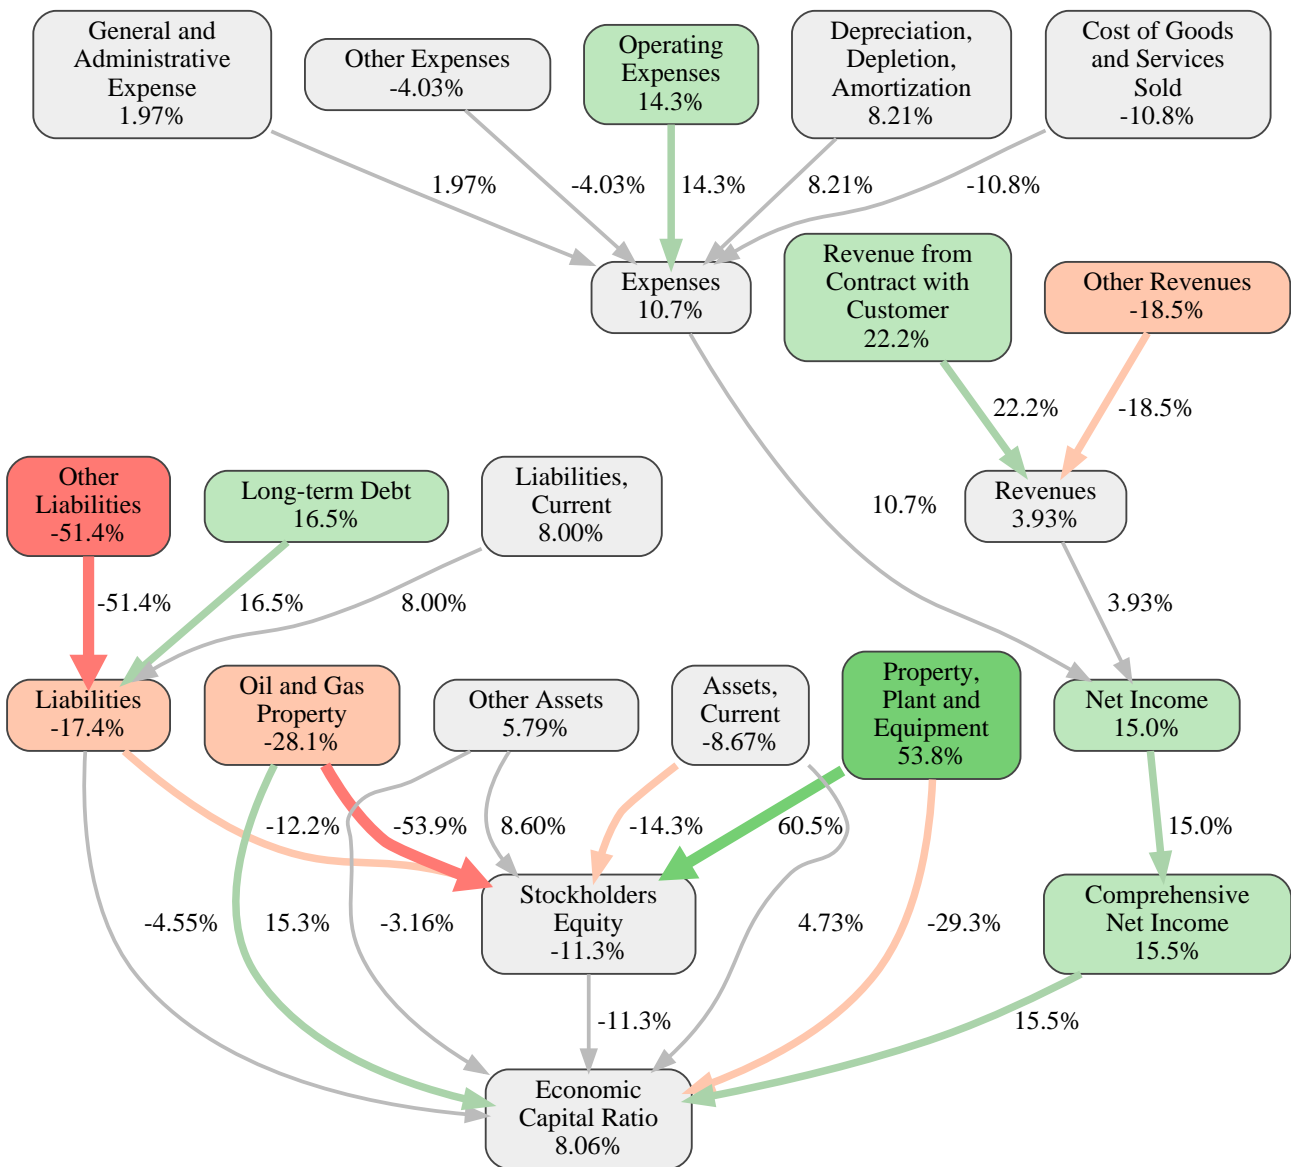 General and
Administrative
Expense
1.97%
Other Expenses
-4.03%
Operating
Expenses
14.3%
Depreciation,
Depletion,
Amortization
8.21%
Cost of Goods
and Services
Sold
-10.8%
1.97%
-4.03%
14.3%
8.21%
-10.8%
Expenses
10.7%
Revenue from
Contract with
Customer
22.2%
Other Revenues
-18.5%
22.2%
-18.5%
Other
Liabilities
-51.4%
Long-term Debt
16.5%
Liabilities,
Current
8.00%
10.7%
Revenues
3.93%
-51.4%
16.5%
8.00%
3.93%
Liabilities
-17.4%
Oil and Gas
Property
-28.1%
Other Assets
5.79%
Assets,
Current
-8.67%
Property,
Plant and
Equipment
53.8%
Net Income
15.0%
-12.2%
-53.9%
8.60%
-14.3%
60.5%
15.0%
-4.55%
15.3%
-3.16%
Stockholders
Equity
-11.3%
4.73%
-29.3%
Comprehensive
Net Income
15.5%
-11.3%
15.5%
Economic
Capital Ratio
8.06%